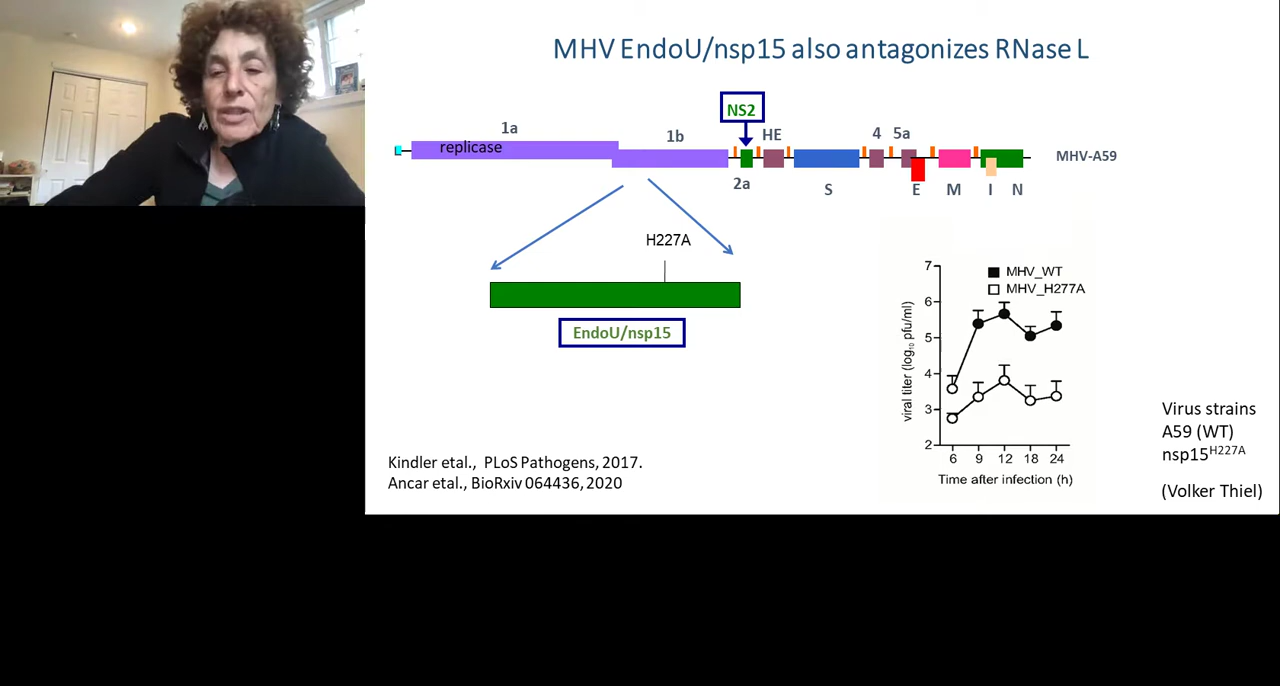 MHV EndoU/nsp15 also antagonizes RNase L
NS2
1a
1b
HE
4
5a
replicase
MHV-A59
2a
S
E
M
I
N
H227A
EndoU/nsp15
MHV_WT
MHV_H277A
7
6
5
4
3
2
viral titer (log10 pfu/ml)
6 9 12 18 24
Time after infection (h)
Virus strains
A59 (WT)
nsp15H227A
(Volker Thiel)
Kindler etal., PLoS Pathogens, 2017.
Ancar etal., BioRxiv 064436, 2020